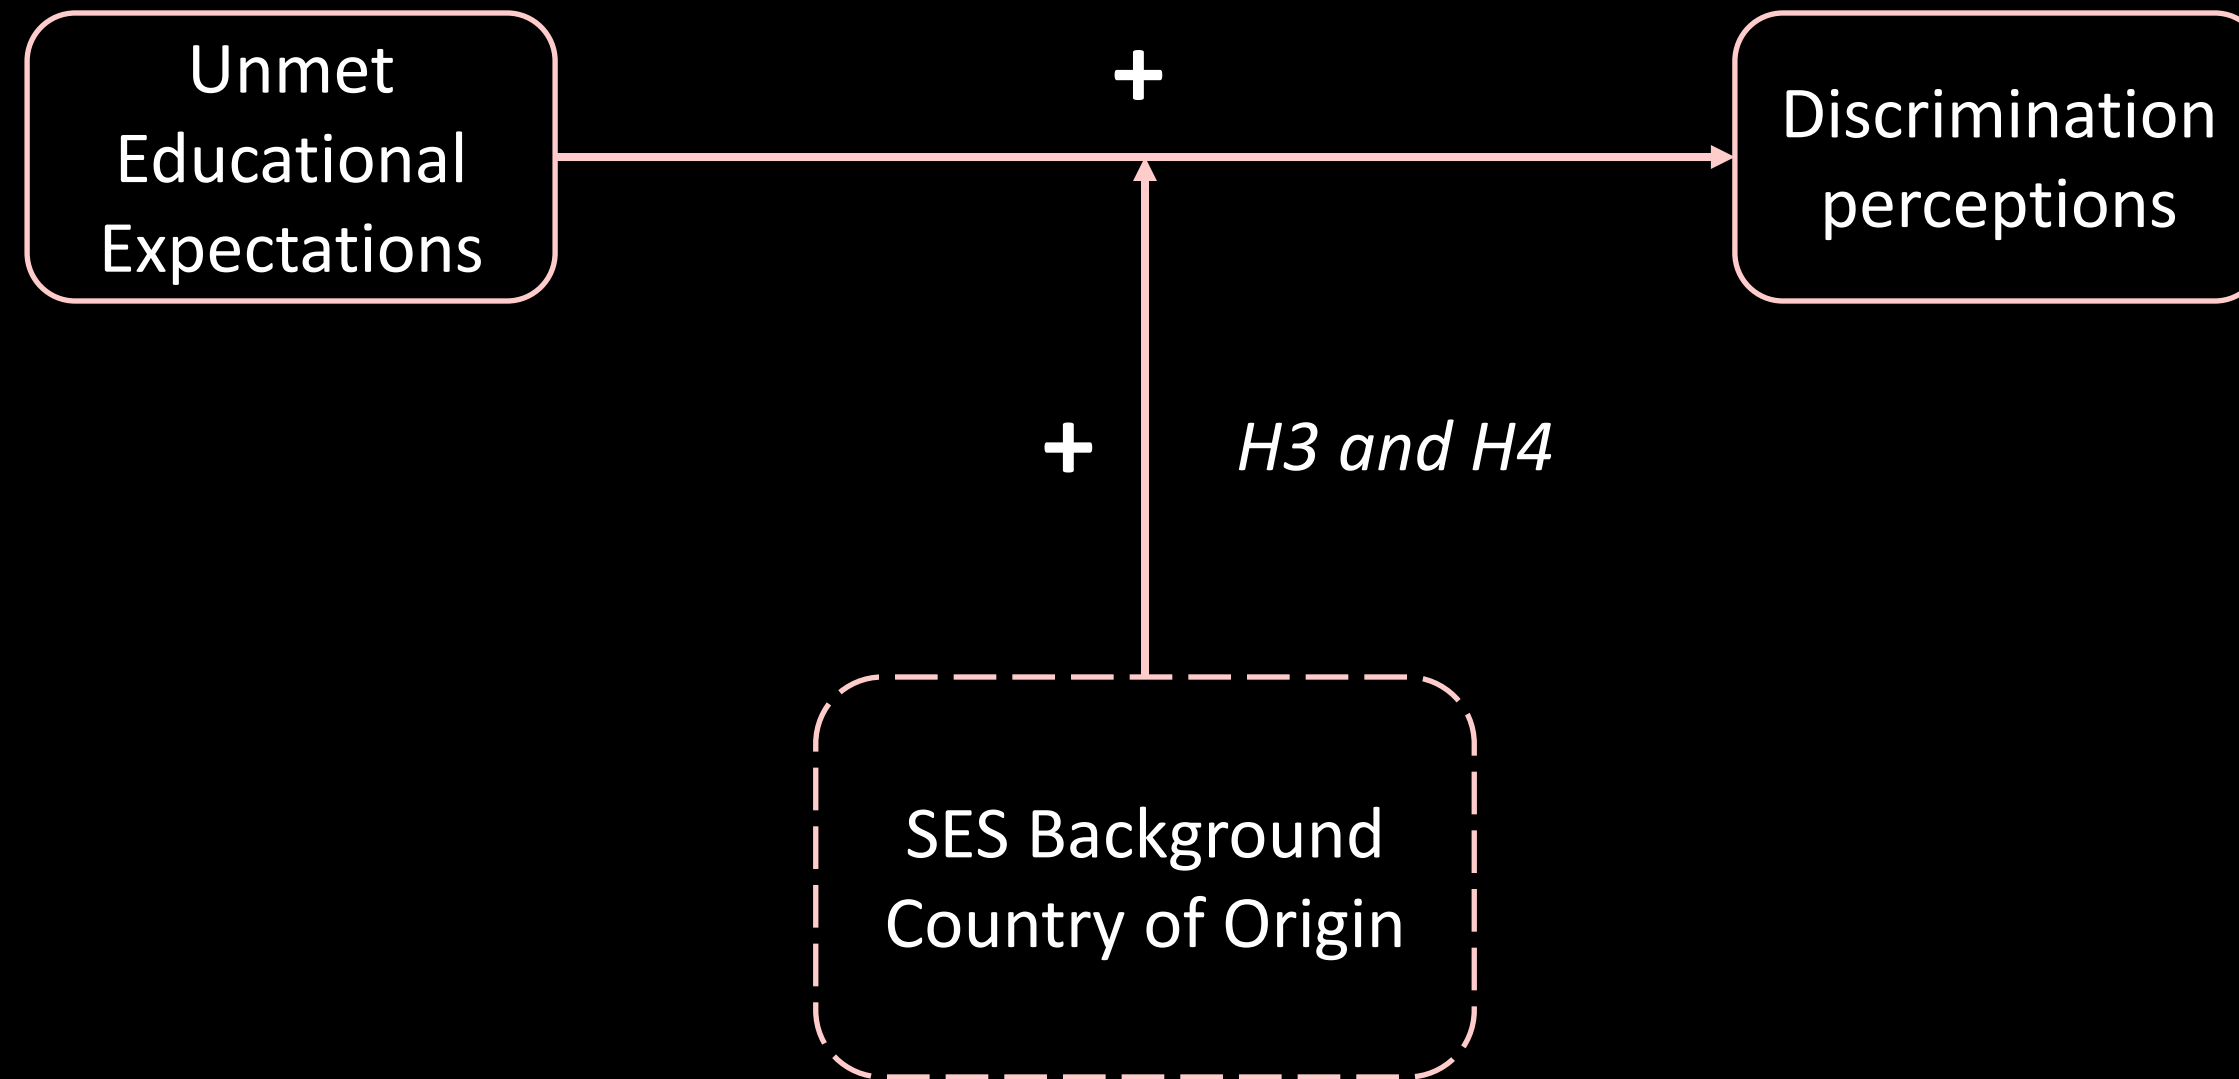 Unmet
Educational
Expectations
+
Discrimination
perceptions
+
H3 and H4
SES Background
Country of Origin